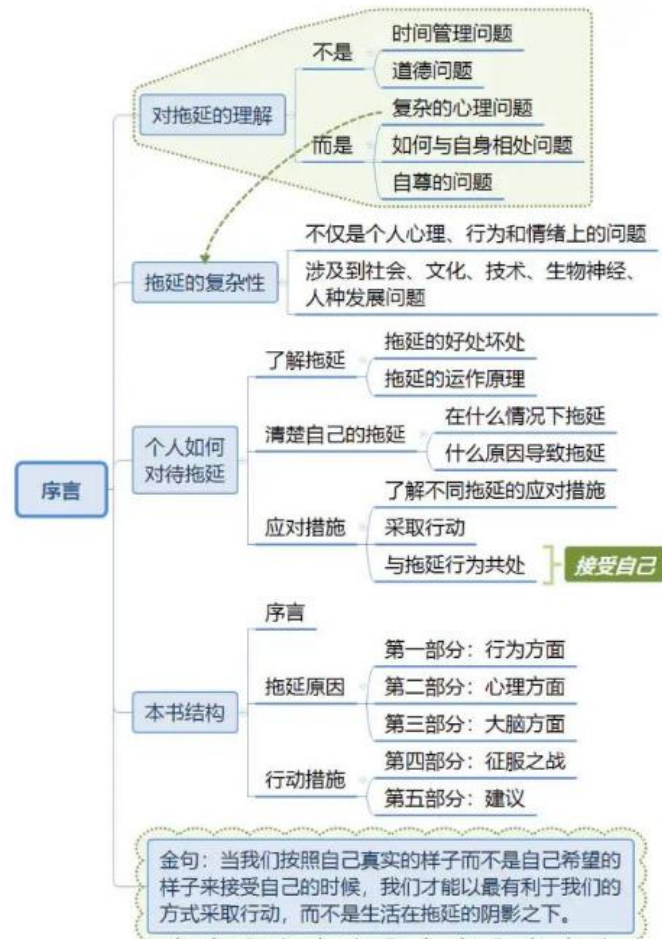 序言
对拖延的理解
不是
时间管理问题
道德问题
而是
复杂的心理问题
如何与自身相处问题
自尊的问题
拖延的复杂性
不仅是个人心理、行为和情绪上的问题
涉及到社会、文化、技术、生物神经、
人种发展问题
个人如何
对待拖延
了解拖延
拖延的好处坏处
拖延的运作原理
清楚自己的拖延
在什么情况下拖延
什么原因导致拖延
应对措施
了解不同拖延的应对措施
采取行动
与拖延行为共处
接受自己
本书结构
序言
拖延原因
第一部分：行为方面
第二部分：心理方面
第三部分：大脑方面
行动措施
第四部分：征服之战
第五部分：建议
金句：当我们按照自己真实的样子而不是自己希望的
样子来接受自己的时候，我们才能以最有利于我们的
方式采取行动，而不是生活在拖延的阴影之下。